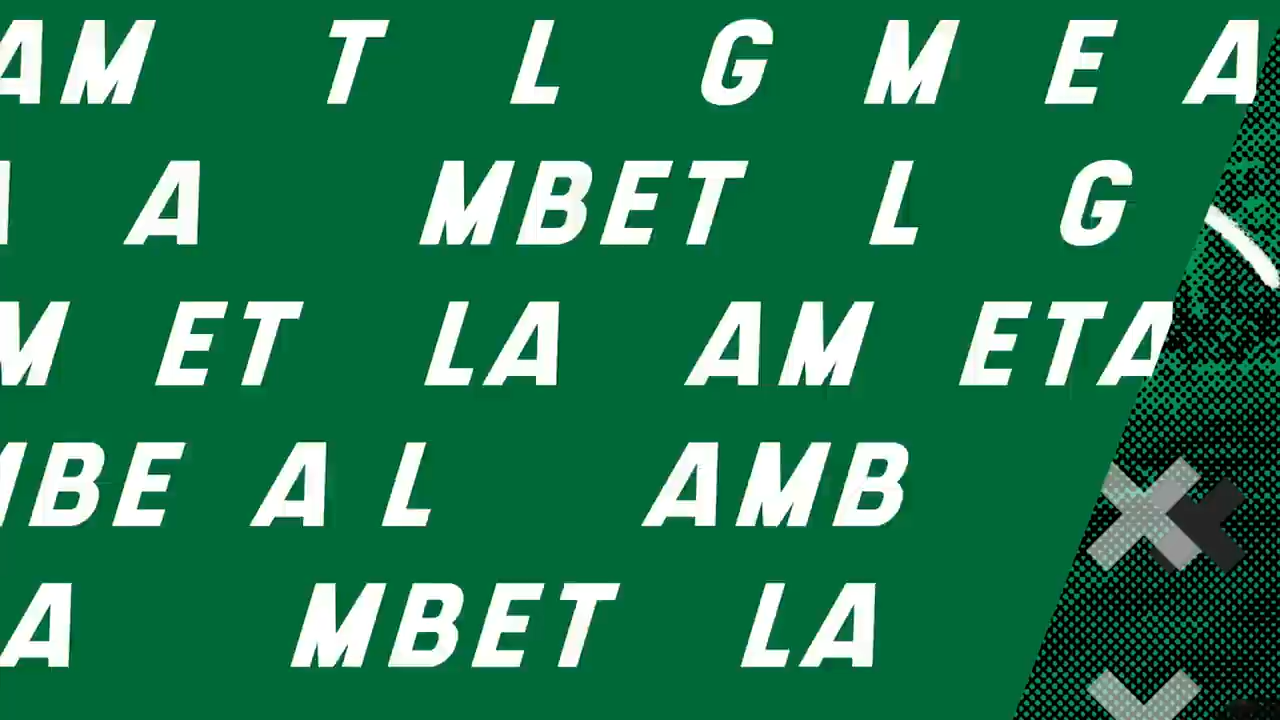 AM T L G M E A
A MBET L G
M ET LA AM ETA
BE A L AMB
A MBET LA